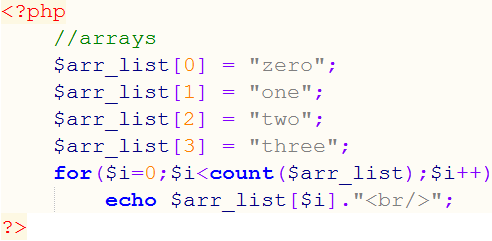 <?php
//arrays
$arr_list[0] = "zero";
$arr_list[1] = "one";
$arr_list[2] = "two";
$arr_list[3] = "three";
for($i=0;$i<count($arr_list);$i++)
echo $arr_list[$i]."<br/>";
?>